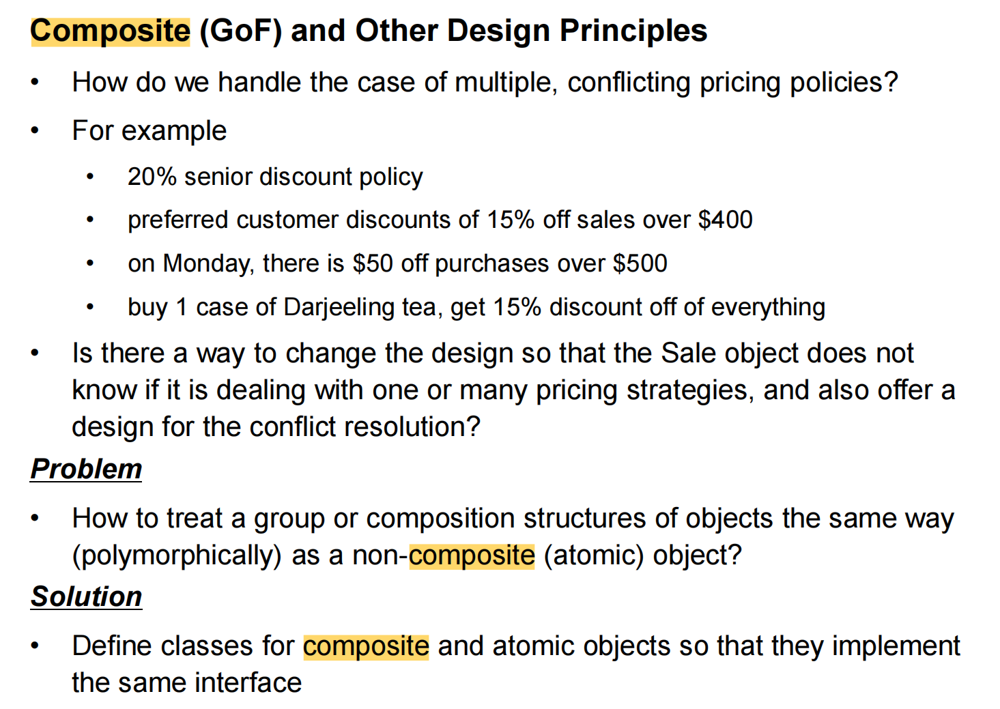 Composite (GoF) and Other Design Principles
• How do we handle the case of multiple, conflicting pricing policies?
• For example
• 20% senior discount policy
• preferred customer discounts of 15% off sales over $400
• on Monday, there is $50 off purchases over $500
• buy 1 case of Darjeeling tea, get 15% discount off of everything
• Is there a way to change the design so that the Sale object does not
know if it is dealing with one or many pricing strategies, and also offer a
design for the conflict resolution?
Problem
• How to treat a group or composition structures of objects the same way
(polymorphically) as a non-composite (atomic) object?
Solution
• Define classes for composite and atomic objects so that they implement
the same interface